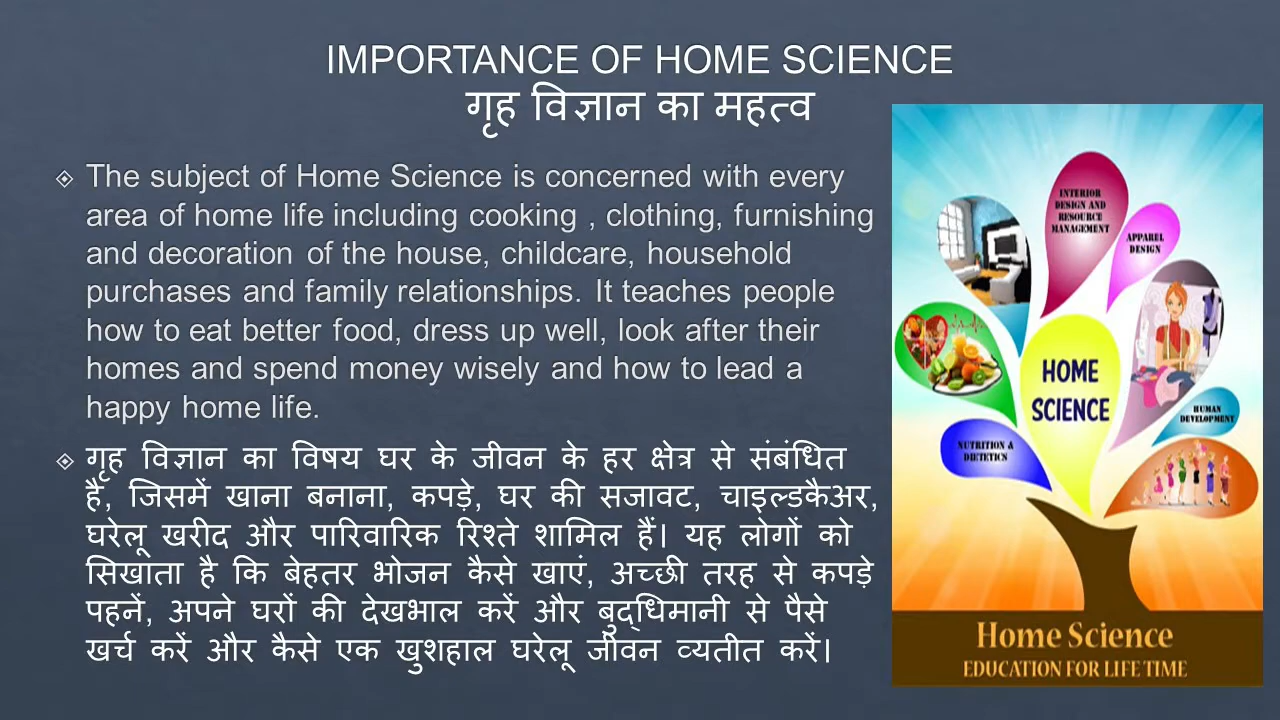 IMPORTANCE OF HOME SCIENCE
गृह विज्ञान का महत्व
The subject of Home Science is concerned with every
area of home life including cooking , clothing, furnishing
and decoration of the house, childcare, household
purchases and family relationships. It teaches people
how to eat better food, dress up well, look after their
homes and spend money wisely and how to lead a
happy home life.
गृह विज्ञान का विषय घर के जीवन के हर क्षेत्र से संबंधित
है, जिसमें खाना बनाना, कपड़े, घर की सजावट, चाइल्डकैअर,
घरेलू खरीद और पारिवारिक रिश्ते शामिल हैं। यह लोगों को
सिखाता है कि बेहतर भोजन कैसे खाएं, अच्छी तरह से कपड़े
पहनें, अपने घरों की देखभाल करें और बुद्धिमानी से पैसे
खर्च करें और कैसे एक खुशहाल घरेलू जीवन व्यतीत करें।
INTERIOR
DESIGN AND
RESOURCE
MANAGEMENT
APPAREL
DESIGN
HOME
SCIENCE
HUMAN
DEVELOPMENT
NUTRITION &
DIETETICS
Home Science
EDUCATION FOR LIFE TIME